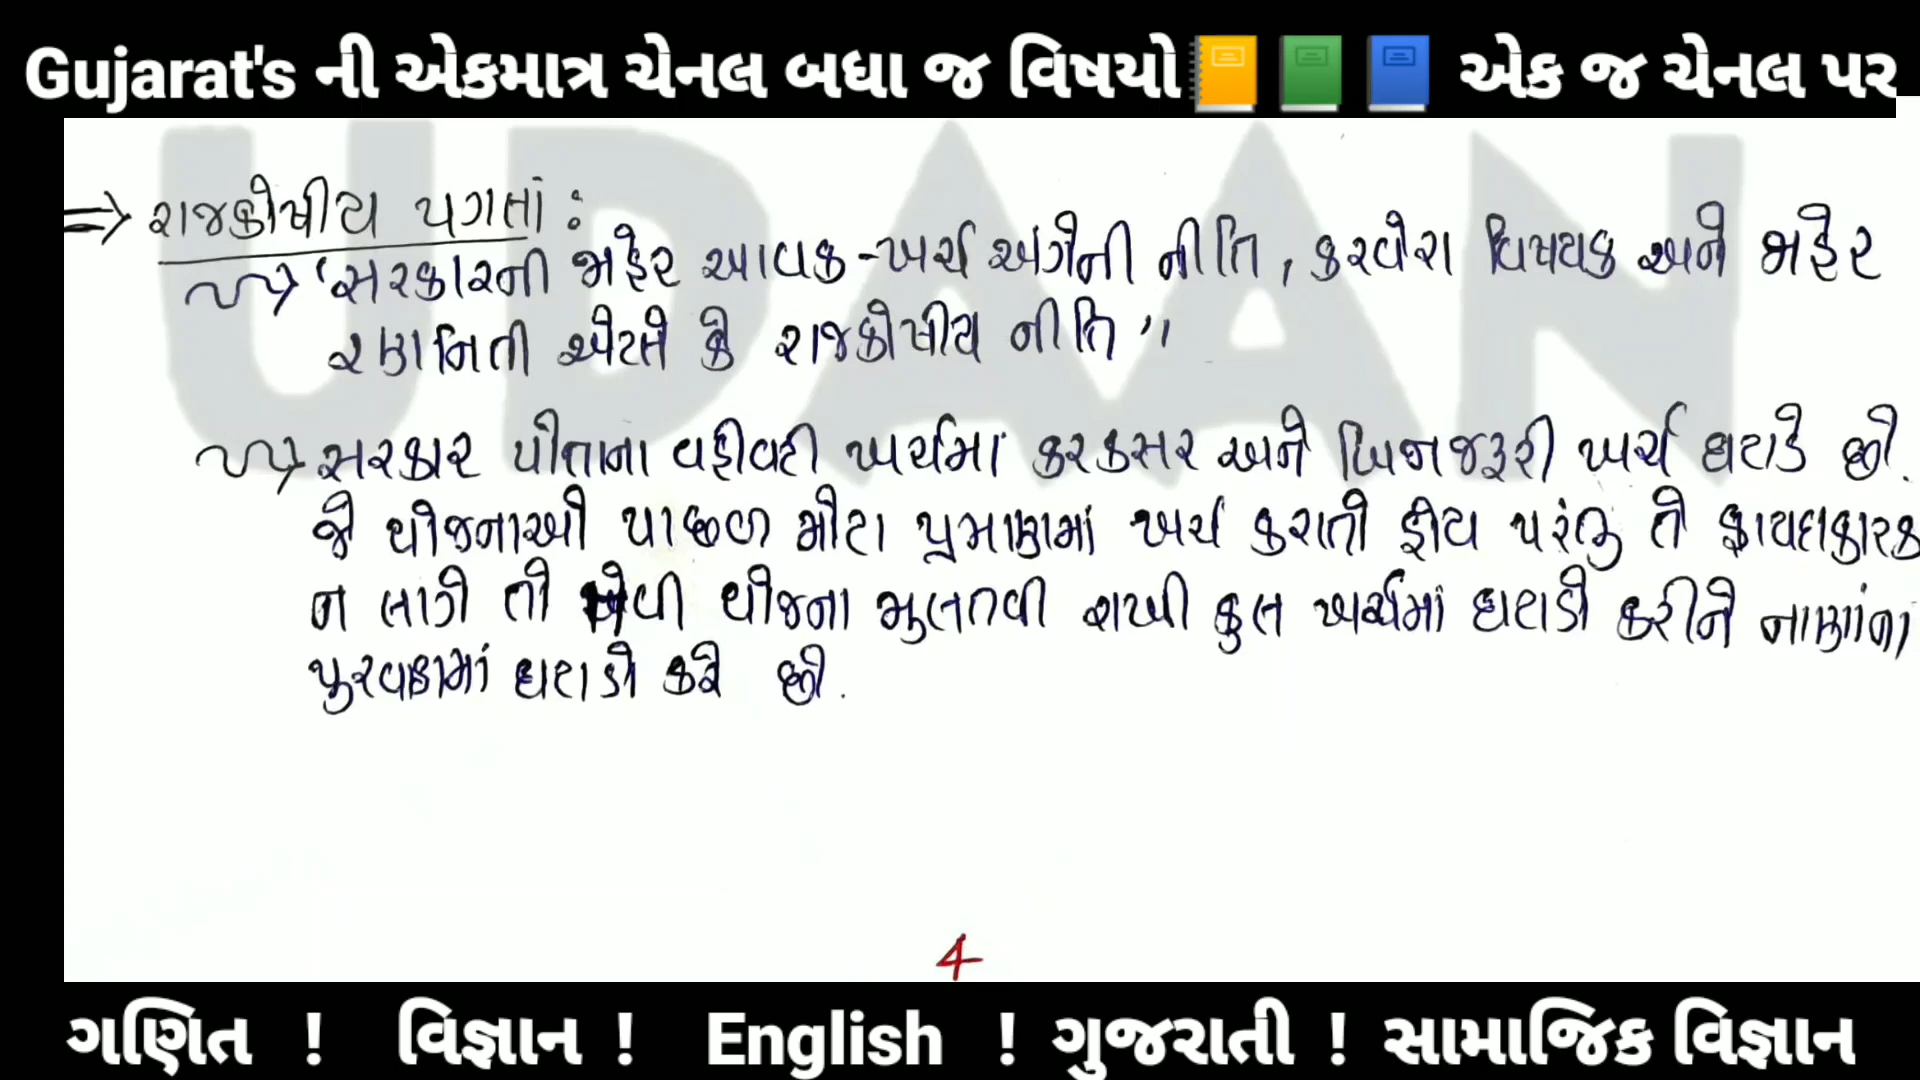 Gujarat's ની એકમાત્ર ચેનલ બધા જ વિષયો📒📗📘 એક જ ચેનલ પર
UDAAN
⇒ રાજકોષીય પગલાં :
“સરકારની જાહેર આવક-ખર્ચ અંગેની નીતિ, કરવેરા વિષયક અને જાહેર
રણનિતી એટલે કે રાજકોષીય નીતિ”
સરકાર પોતાના વહીવટી ખર્ચમાં કરકસર અને બિનજરૂરી ખર્ચ ઘટાડે છે.
જે યોજનાઓ પાછળ મોટા પ્રમાણમાં ખર્ચ કરાતો હોય પરંતુ તે ફાયદાકારક
ન લાગે તો એવી યોજના મુલતવી રાખી કુલ ખર્ચમાં ઘટાડો કરીને નાણાંના
પુરવઠામાં ઘટાડો કરે છે.
4
ગણિત ! વિજ્ઞાન ! English ! ગુજરાતી ! સામાજિક વિજ્ઞાન